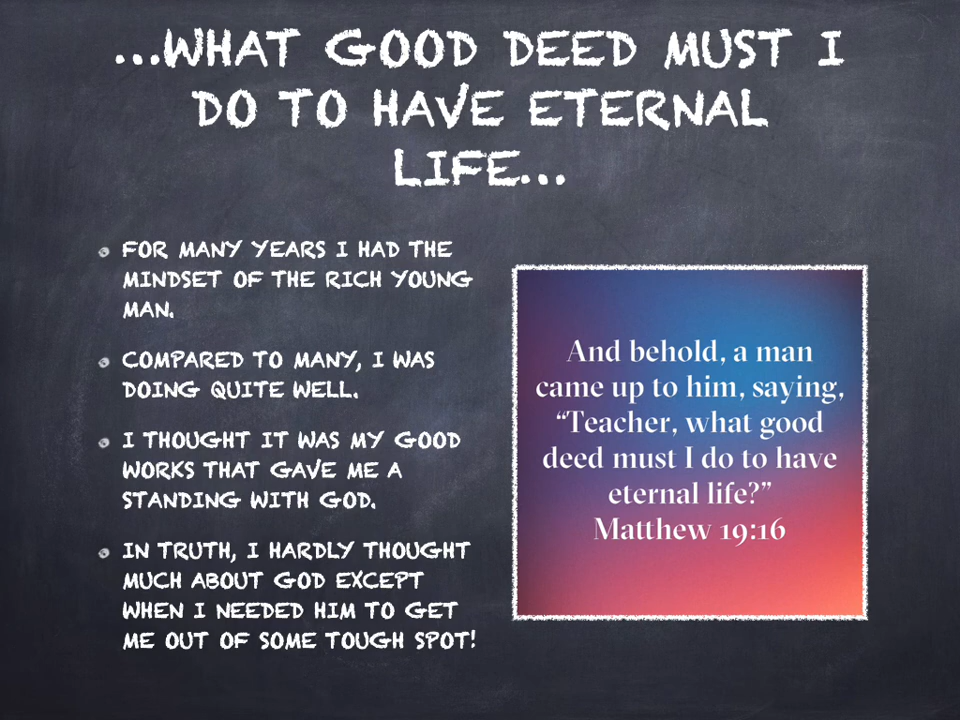 ...WHAT GOOD DEED MUST I
DO TO HAVE ETERNAL
LIFE...
FOR MANY YEARS I HAD THE
MINDSET OF THE RICH YOUNG
MAN.
COMPARED TO MANY, I WAS
DOING QUITE WELL.
I THOUGHT IT WAS MY GOOD
WORKS THAT GAVE ME A
STANDING WITH GOD.
IN TRUTH, I HARDLY THOUGHT
MUCH ABOUT GOD EXCEPT
WHEN I NEEDED HIM TO GET
ME OUT OF SOME TOUGH SPOT!
And behold, a man
came up to him, saying,
“Teacher, what good
deed must I do to have
eternal life?”
Matthew 19:16